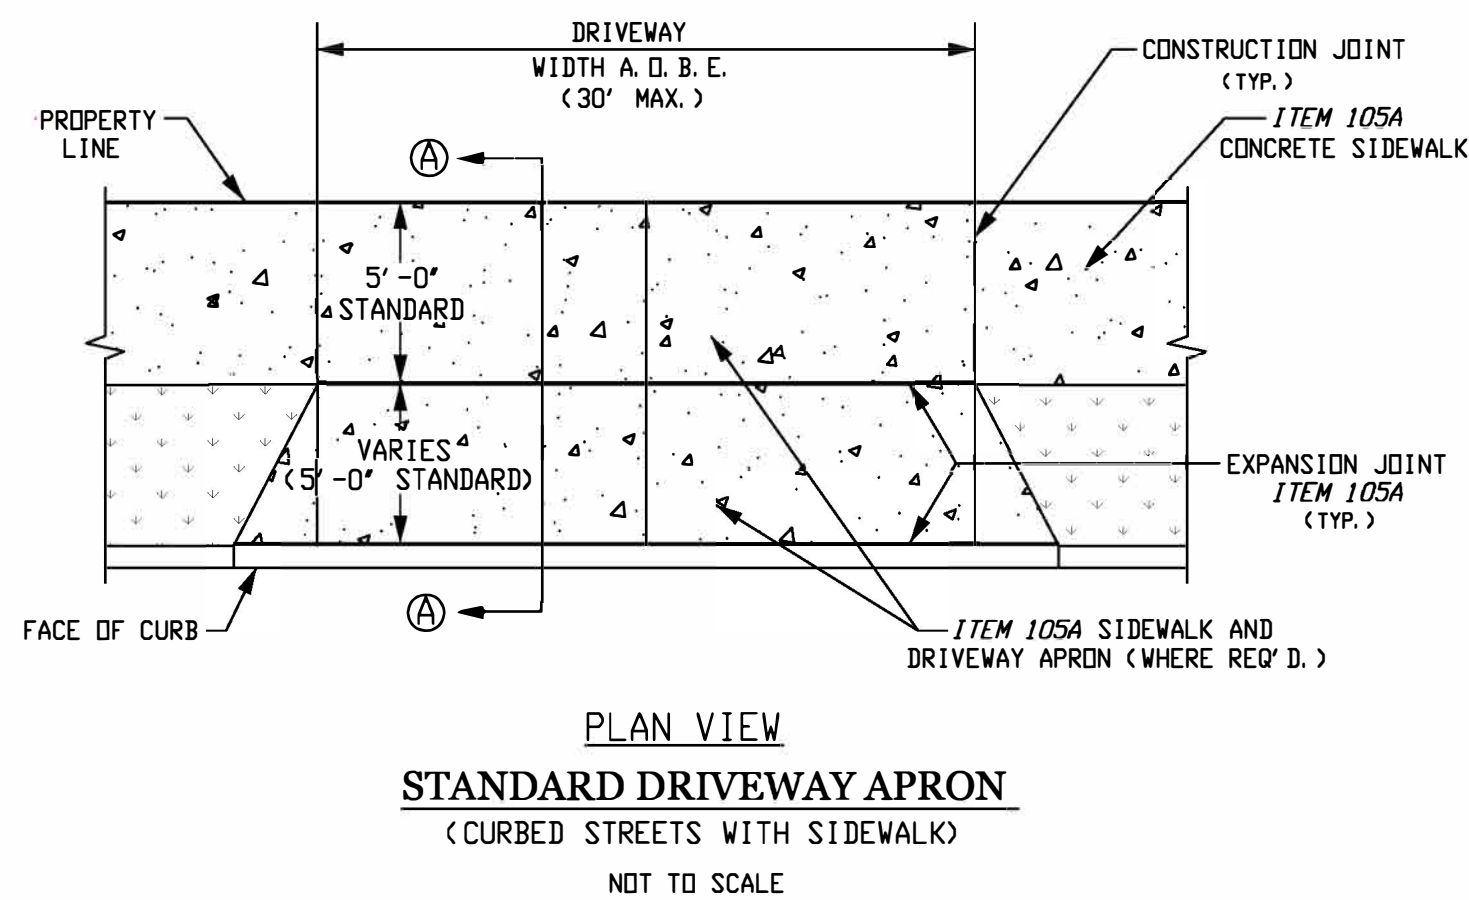 DRIVEWAY
WIDTH A.O.B.E.
(30' MAX.)
CONSTRUCTION JOINT
(TYP.)
ITEM 105A
CONCRETE SIDEWALK
PROPERTY
LINE
A
5'-0"
STANDARD
VARIES
(5'-0" STANDARD)
EXPANSION JOINT
ITEM 105A
(TYP.)
A
FACE OF CURB
ITEM 105A SIDEWALK AND
DRIVEWAY APRON (WHERE REQ'D.)
PLAN VIEW
STANDARD DRIVEWAY APRON
(CURBED STREETS WITH SIDEWALK)
NOT TO SCALE